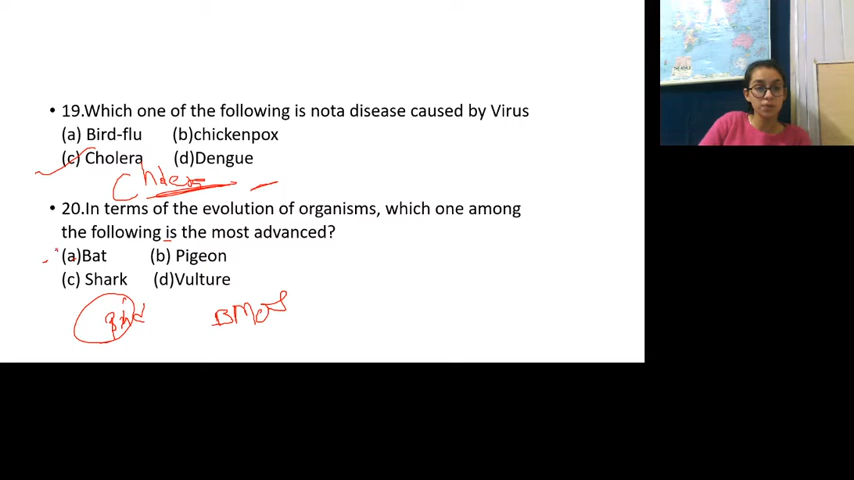 • 19.Which one of the following is nota disease caused by Virus
(a) Bird-flu (b)chickenpox
(c) Cholera (d)Dengue
• 20.In terms of the evolution of organisms, which one among
the following is the most advanced?
(a)Bat (b) Pigeon
(c) Shark (d)Vulture